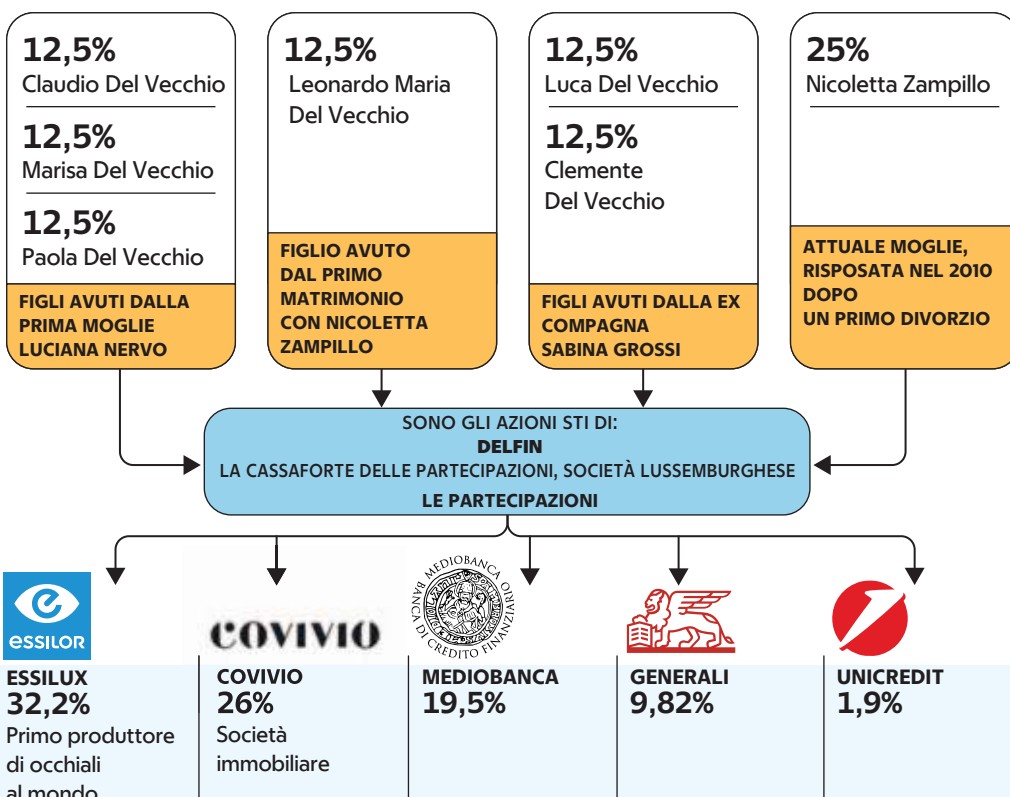 12,5%
Claudio Del Vecchio
12,5%
Marisa Del Vecchio
12,5%
Paola Del Vecchio
FIGLI AVUTI DALLA
PRIMA MOGLIE
LUCIANA NERVO
12,5%
Leonardo Maria
Del Vecchio
FIGLIO AVUTO
DAL PRIMO
MATRIMONIO
CON NICOLETTA
ZAMPILLO
12,5%
Luca Del Vecchio
12,5%
Clemente
Del Vecchio
FIGLI AVUTI DALLA EX
COMPAGNA
SABINA GROSSI
25%
Nicoletta Zampillo
ATTUALE MOGLIE,
RISPOSATA NEL 2010
DOPO
UN PRIMO DIVORZIO
SONO GLI AZIONI STI DI:
DELFIN
LA CASSAFORTE DELLE PARTECIPAZIONI, SOCIETÀ LUSSEMBURGHESE
LE PARTECIPAZIONI
essilor
ESSILUX
32,2%
Primo produttore
di occhiali
al mondo
COVIVIO
COVIVIO
26%
Società
immobiliare
MEDIOBANCA
BANCA DI CREDITO FINANZIARIO
MEDIOBANCA
19,5%
GENERALI
9,82%
UNICREDIT
1,9%